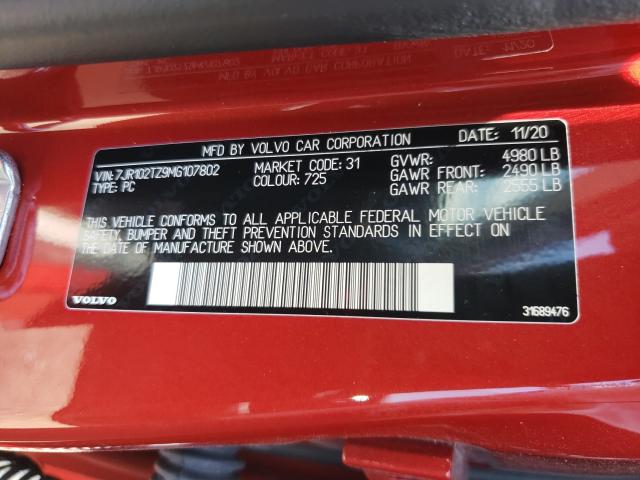 MFD BY VOLVO CAR CORPORATION DATE: 11/20
VIN: 7JR102TZ9MG107802 MARKET CODE: 31 GVWR: 4980 LB
TYPE: PC COLOUR: 725 GAWR FRONT: 2490 LB
GAWR REAR: 2555 LB
THIS VEHICLE CONFORMS TO ALL APPLICABLE FEDERAL MOTOR VEHICLE
SAFETY, BUMPER AND THEFT PREVENTION STANDARDS IN EFFECT ON THE
DATE OF MANUFACTURE SHOWN ABOVE.
VOLVO 31689476